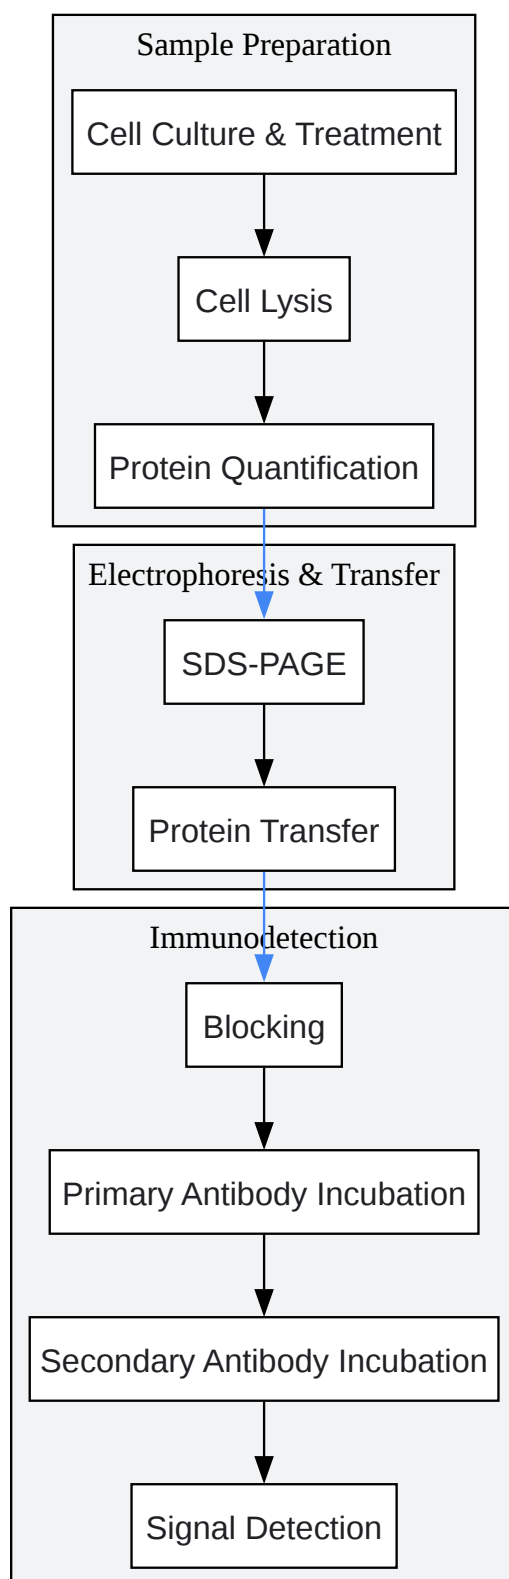 Sample Preparation
Cell Culture & Treatment
Cell Lysis
Protein Quantification
Electrophoresis & Transfer
SDS-PAGE
Protein Transfer
Immunodetection
Blocking
Primary Antibody Incubation
Secondary Antibody Incubation
Signal Detection